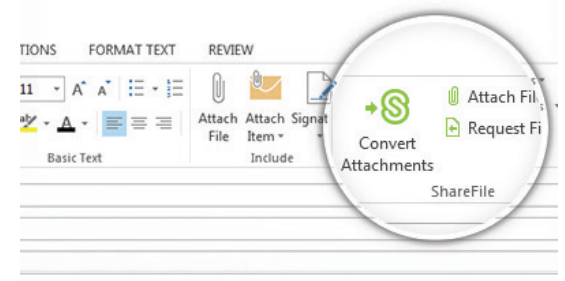 TIONS FORMAT TEXT REVIEW
11
Attach File
Attach Item
Signat
Basic Text
Include
Convert Attachments
Attach Fil
Request Fi
ShareFile